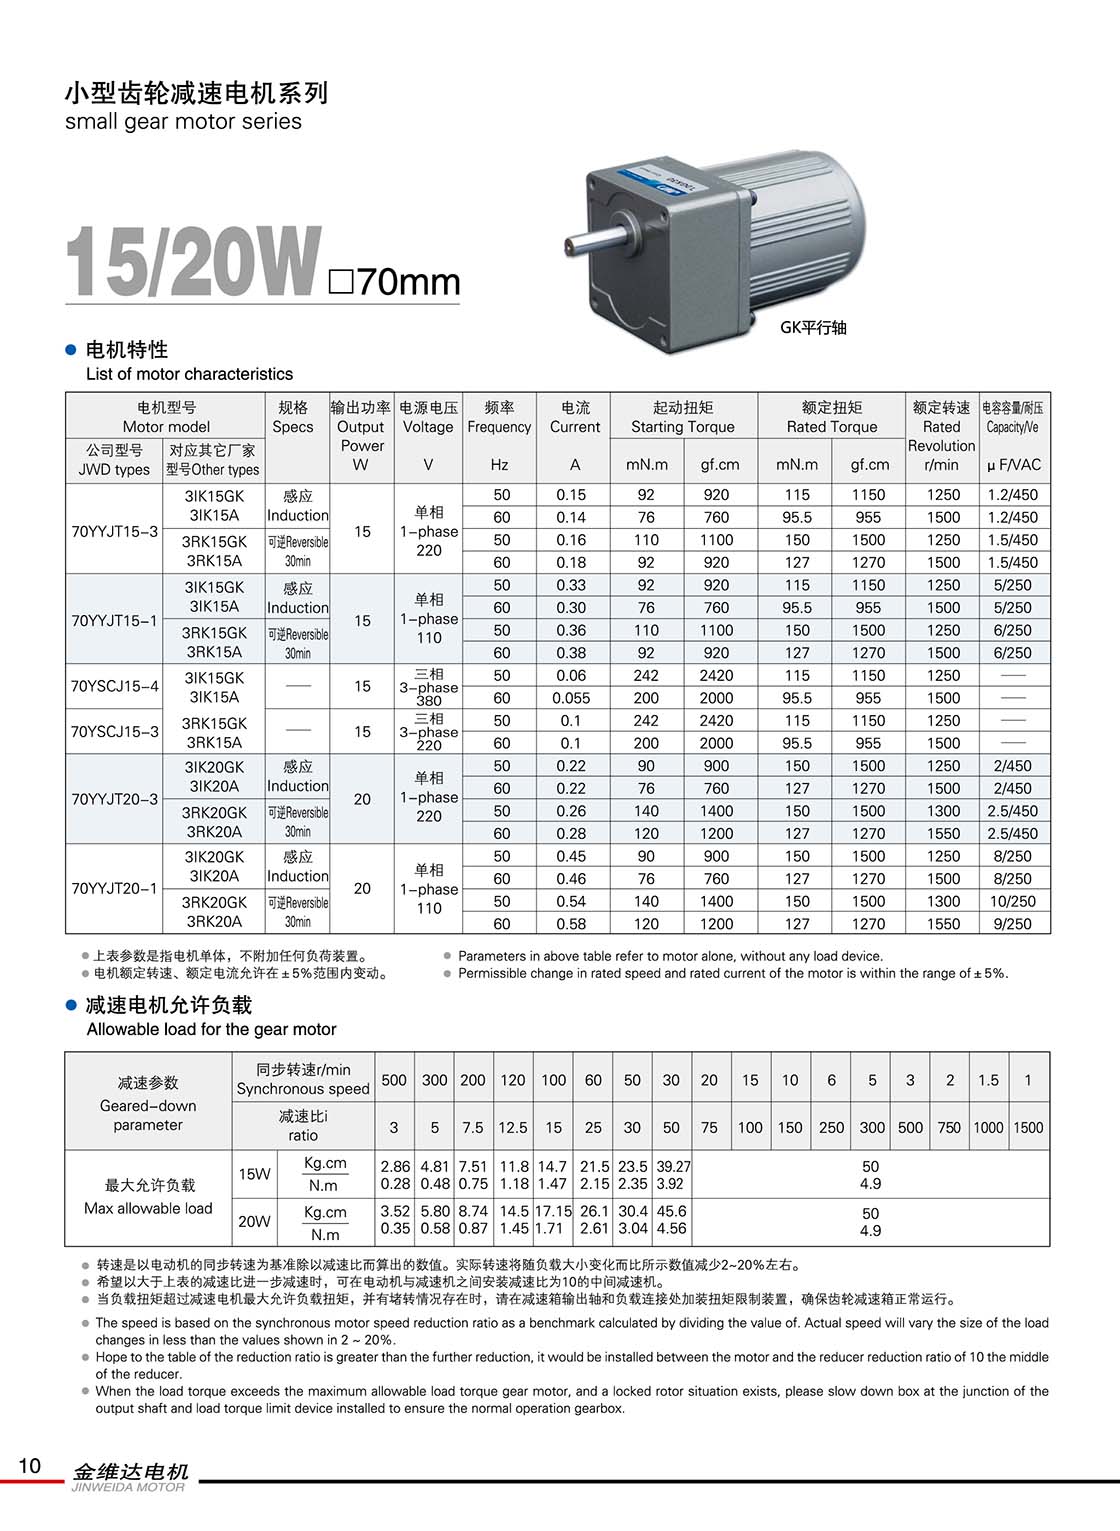 小型齿轮减速电机系列
small gear motor series
15/20W □70mm
GK平行轴
● 电机特性
List of motor characteristics
电机型号 规格 输出功率 电源电压 频率 电流 起动扭矩 额定扭矩 额定转速 电容容量/耐压
Motor model Specs Output Power Voltage Frequency Current Starting Torque Rated Torque Rated Revolution Capacity/Ve
公司型号 对应其它厂家
JWD types 型号Other types W V Hz A mN.m gf.cm mN.m gf.cm r/min μF/VAC
70YYJT15-3 3IK15GK 3IK15A 感应 Induction 15 单相 1-phase 220 50 0.15 92 920 115 1150 1250 1.2/450
60 0.14 76 760 95.5 955 1500 1.2/450
3RK15GK 3RK15A 可逆Reversible 30min 50 0.16 110 1100 150 1500 1250 1.5/450
60 0.18 92 920 127 1270 1500 1.5/450
70YYJT15-1 3IK15GK 3IK15A 感应 Induction 15 单相 1-phase 110 50 0.33 92 920 115 1150 1250 5/250
60 0.30 76 760 95.5 955 1500 5/250
3RK15GK 3RK15A 可逆Reversible 30min 50 0.36 110 1100 150 1500 1250 6/250
60 0.38 92 920 127 1270 1500 6/250
70YSCJ15-4 3IK15GK 3IK15A —— 15 三相 3-phase 380 50 0.06 242 2420 115 1150 1250 ——
60 0.055 200 2000 95.5 955 1500 ——
70YSCJ15-3 3RK15GK 3RK15A —— 15 三相 3-phase 220 50 0.1 242 2420 115 1150 1250 ——
60 0.1 200 2000 95.5 955 1500 ——
70YYJT20-3 3IK20GK 3IK20A 感应 Induction 20 单相 1-phase 220 50 0.22 90 900 150 1500 1250 2/450
60 0.22 76 760 127 1270 1500 2/450
3RK20GK 3RK20A 可逆Reversible 30min 50 0.26 140 1400 150 1500 1300 2.5/450
60 0.28 120 1200 127 1270 1550 2.5/450
70YYJT20-1 3IK20GK 3IK20A 感应 Induction 20 单相 1-phase 110 50 0.45 90 900 150 1500 1250 8/250
60 0.46 76 760 127 1270 1500 8/250
3RK20GK 3RK20A 可逆Reversible 30min 50 0.54 140 1400 150 1500 1300 10/250
60 0.58 120 1200 127 1270 1550 9/250
● 上表参数是指电机单体，不附加任何负荷装置。
● 电机额定转速、额定电流允许在±5%范围内变动。
● Parameters in above table refer to motor alone, without any load device.
● Permissible change in rated speed and rated current of the motor is within the range of ±5%.
● 减速电机允许负载
Allowable load for the gear motor
减速参数 Geared-down parameter 同步转速r/min Synchronous speed 500 300 200 120 100 60 50 30 20 15 10 6 5 3 2 1.5 1
减速比i ratio 3 5 7.5 12.5 15 25 30 50 75 100 150 250 300 500 750 1000 1500
最大允许负载 Max allowable load 15W Kg.cm 2.86 4.81 7.51 11.8 14.7 21.5 23.5 39.27 50
N.m 0.28 0.48 0.75 1.18 1.47 2.15 2.35 3.92 4.9
20W Kg.cm 3.52 5.80 8.74 14.5 17.15 26.1 30.4 45.6 50
N.m 0.35 0.58 0.87 1.45 1.71 2.61 3.04 4.56 4.9
● 转速是以电动机的同步转速为基准除以减速比而算出的数值。实际转速将随负载大小变化而比所示数值减少2~20%左右。
● 希望以大于上表的减速比进一步减速时，可在电动机与减速机之间安装减速比为10的中间减速机。
● 当负载扭矩超过减速电机最大允许负载扭矩，并有堵转情况存在时，请在减速箱输出轴和负载连接处加装扭矩限制装置，确保齿轮减速箱正常运行。
● The speed is based on the synchronous motor speed reduction ratio as a benchmark calculated by dividing the value of. Actual speed will vary the size of the load
changes in less than the values shown in 2 ~ 20%.
● Hope to the table of the reduction ratio is greater than the further reduction, it would be installed between the motor and the reducer reduction ratio of 10 the middle
of the reducer.
● When the load torque exceeds the maximum allowable load torque gear motor, and a locked rotor situation exists, please slow down box at the junction of the
output shaft and load torque limit device installed to ensure the normal operation gearbox.
10 金维达电机
JINWEIDA MOTOR